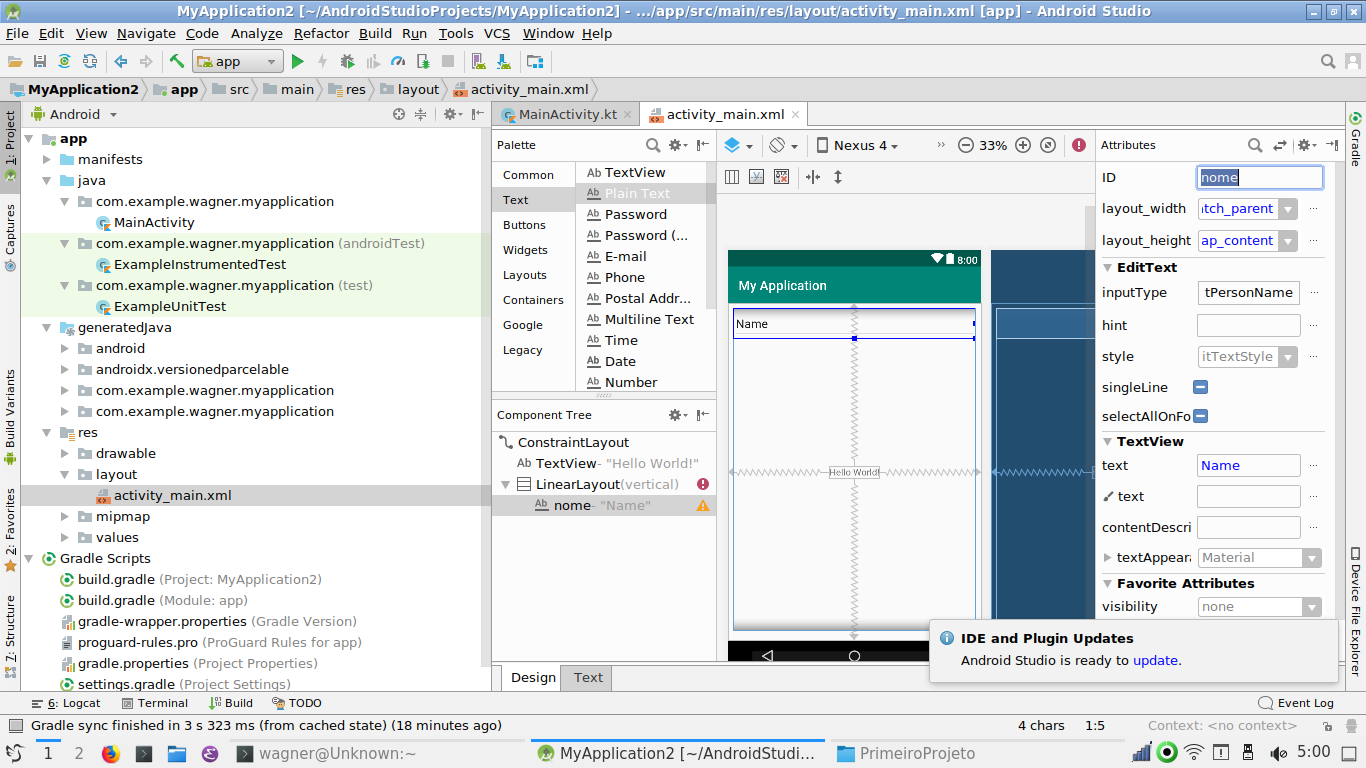 MyApplication2 [~/AndroidStudioProjects/MyApplication2] - .../app/src/main/res/layout/activity_main.xml [app] - Android Studio
File Edit View Navigate Code Analyze Refactor Build Run Tools VCS Window Help
app
MyApplication2 app src main res layout activity_main.xml
1: Project
Captures
Build Variants
2: Favorites
7: Structure
Android
app
manifests
java
com.example.wagner.myapplication
MainActivity
com.example.wagner.myapplication (androidTest)
ExampleInstrumentedTest
com.example.wagner.myapplication (test)
ExampleUnitTest
generatedJava
android
androidx.versionedparcelable
com.example.wagner.myapplication
com.example.wagner.myapplication
res
drawable
layout
activity_main.xml
mipmap
values
Gradle Scripts
build.gradle (Project: MyApplication2)
build.gradle (Module: app)
gradle-wrapper.properties (Gradle Version)
proguard-rules.pro (ProGuard Rules for app)
gradle.properties (Project Properties)
settings.gradle (Project Settings)
MainActivity.kt
activity_main.xml
Palette
Common
Text
Buttons
Widgets
Layouts
Containers
Google
Legacy
Ab TextView
Ab Plain Text
Ab Password
Ab Password (...
Ab E-mail
Ab Phone
Ab Postal Addr...
Ab Multiline Text
Ab Time
Ab Date
Ab Number
Component Tree
ConstraintLayout
Ab TextView- "Hello World!"
LinearLayout(vertical)
Ab nome- "Name"
Nexus 4
33%
8:00
My Application
Name
Hello World!
Design Text
Attributes
ID nome
layout_width itch_parent ...
layout_height ap_content ...
EditText
inputType tPersonName ...
hint ...
style itTextStyle ...
singleLine
selectAllOnFo
TextView
text Name ...
text ...
contentDescri ...
textAppeara Material
Favorite Attributes
visibility none
IDE and Plugin Updates
Android Studio is ready to update.
Gradle
Device File Explorer
6: Logcat Terminal Build TODO
Event Log
Gradle sync finished in 3 s 323 ms (from cached state) (18 minutes ago)
4 chars 1:5 Context: <no context>
1 2 wagner@Unknown:~ MyApplication2 [~/AndroidStudi... PrimeiroProjeto 5:00